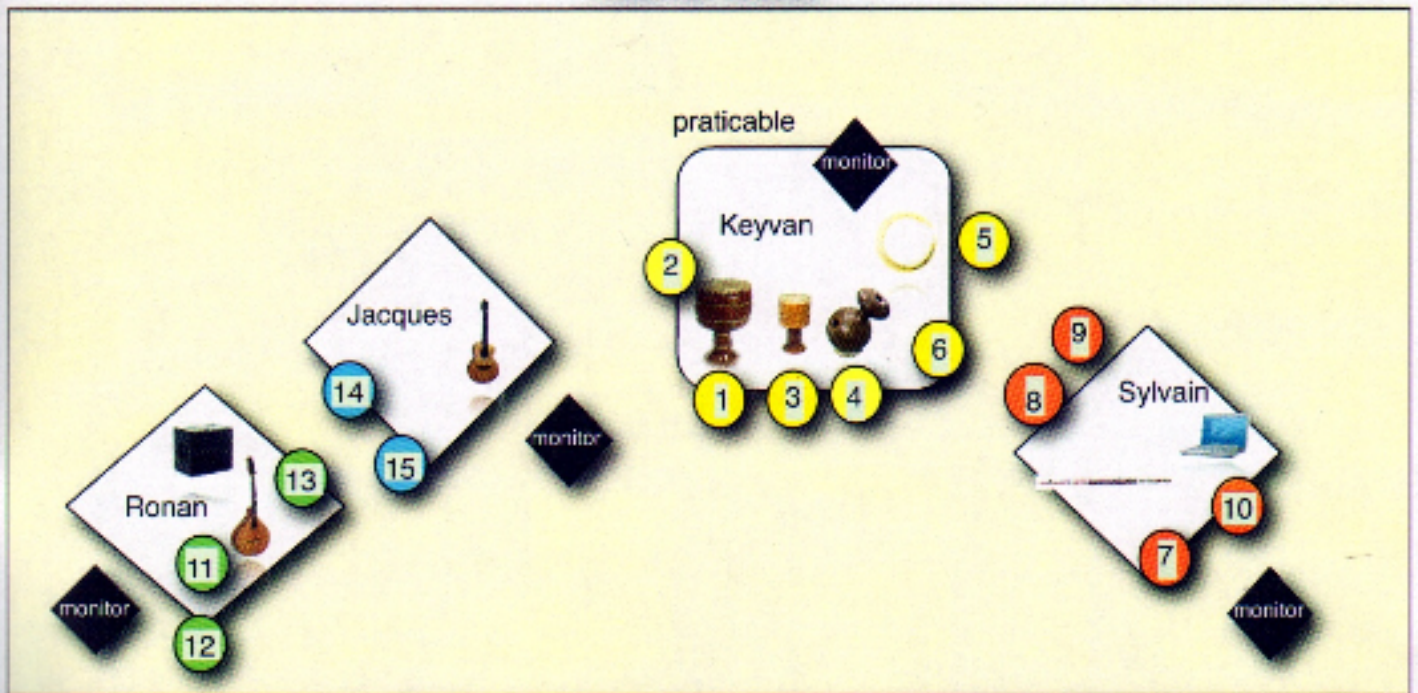 praticable
monitor
Keyvan
2
5
1
3
4
6
Jacques
14
15
monitor
9
8
Sylvain
10
7
monitor
Ronan
13
11
12
monitor